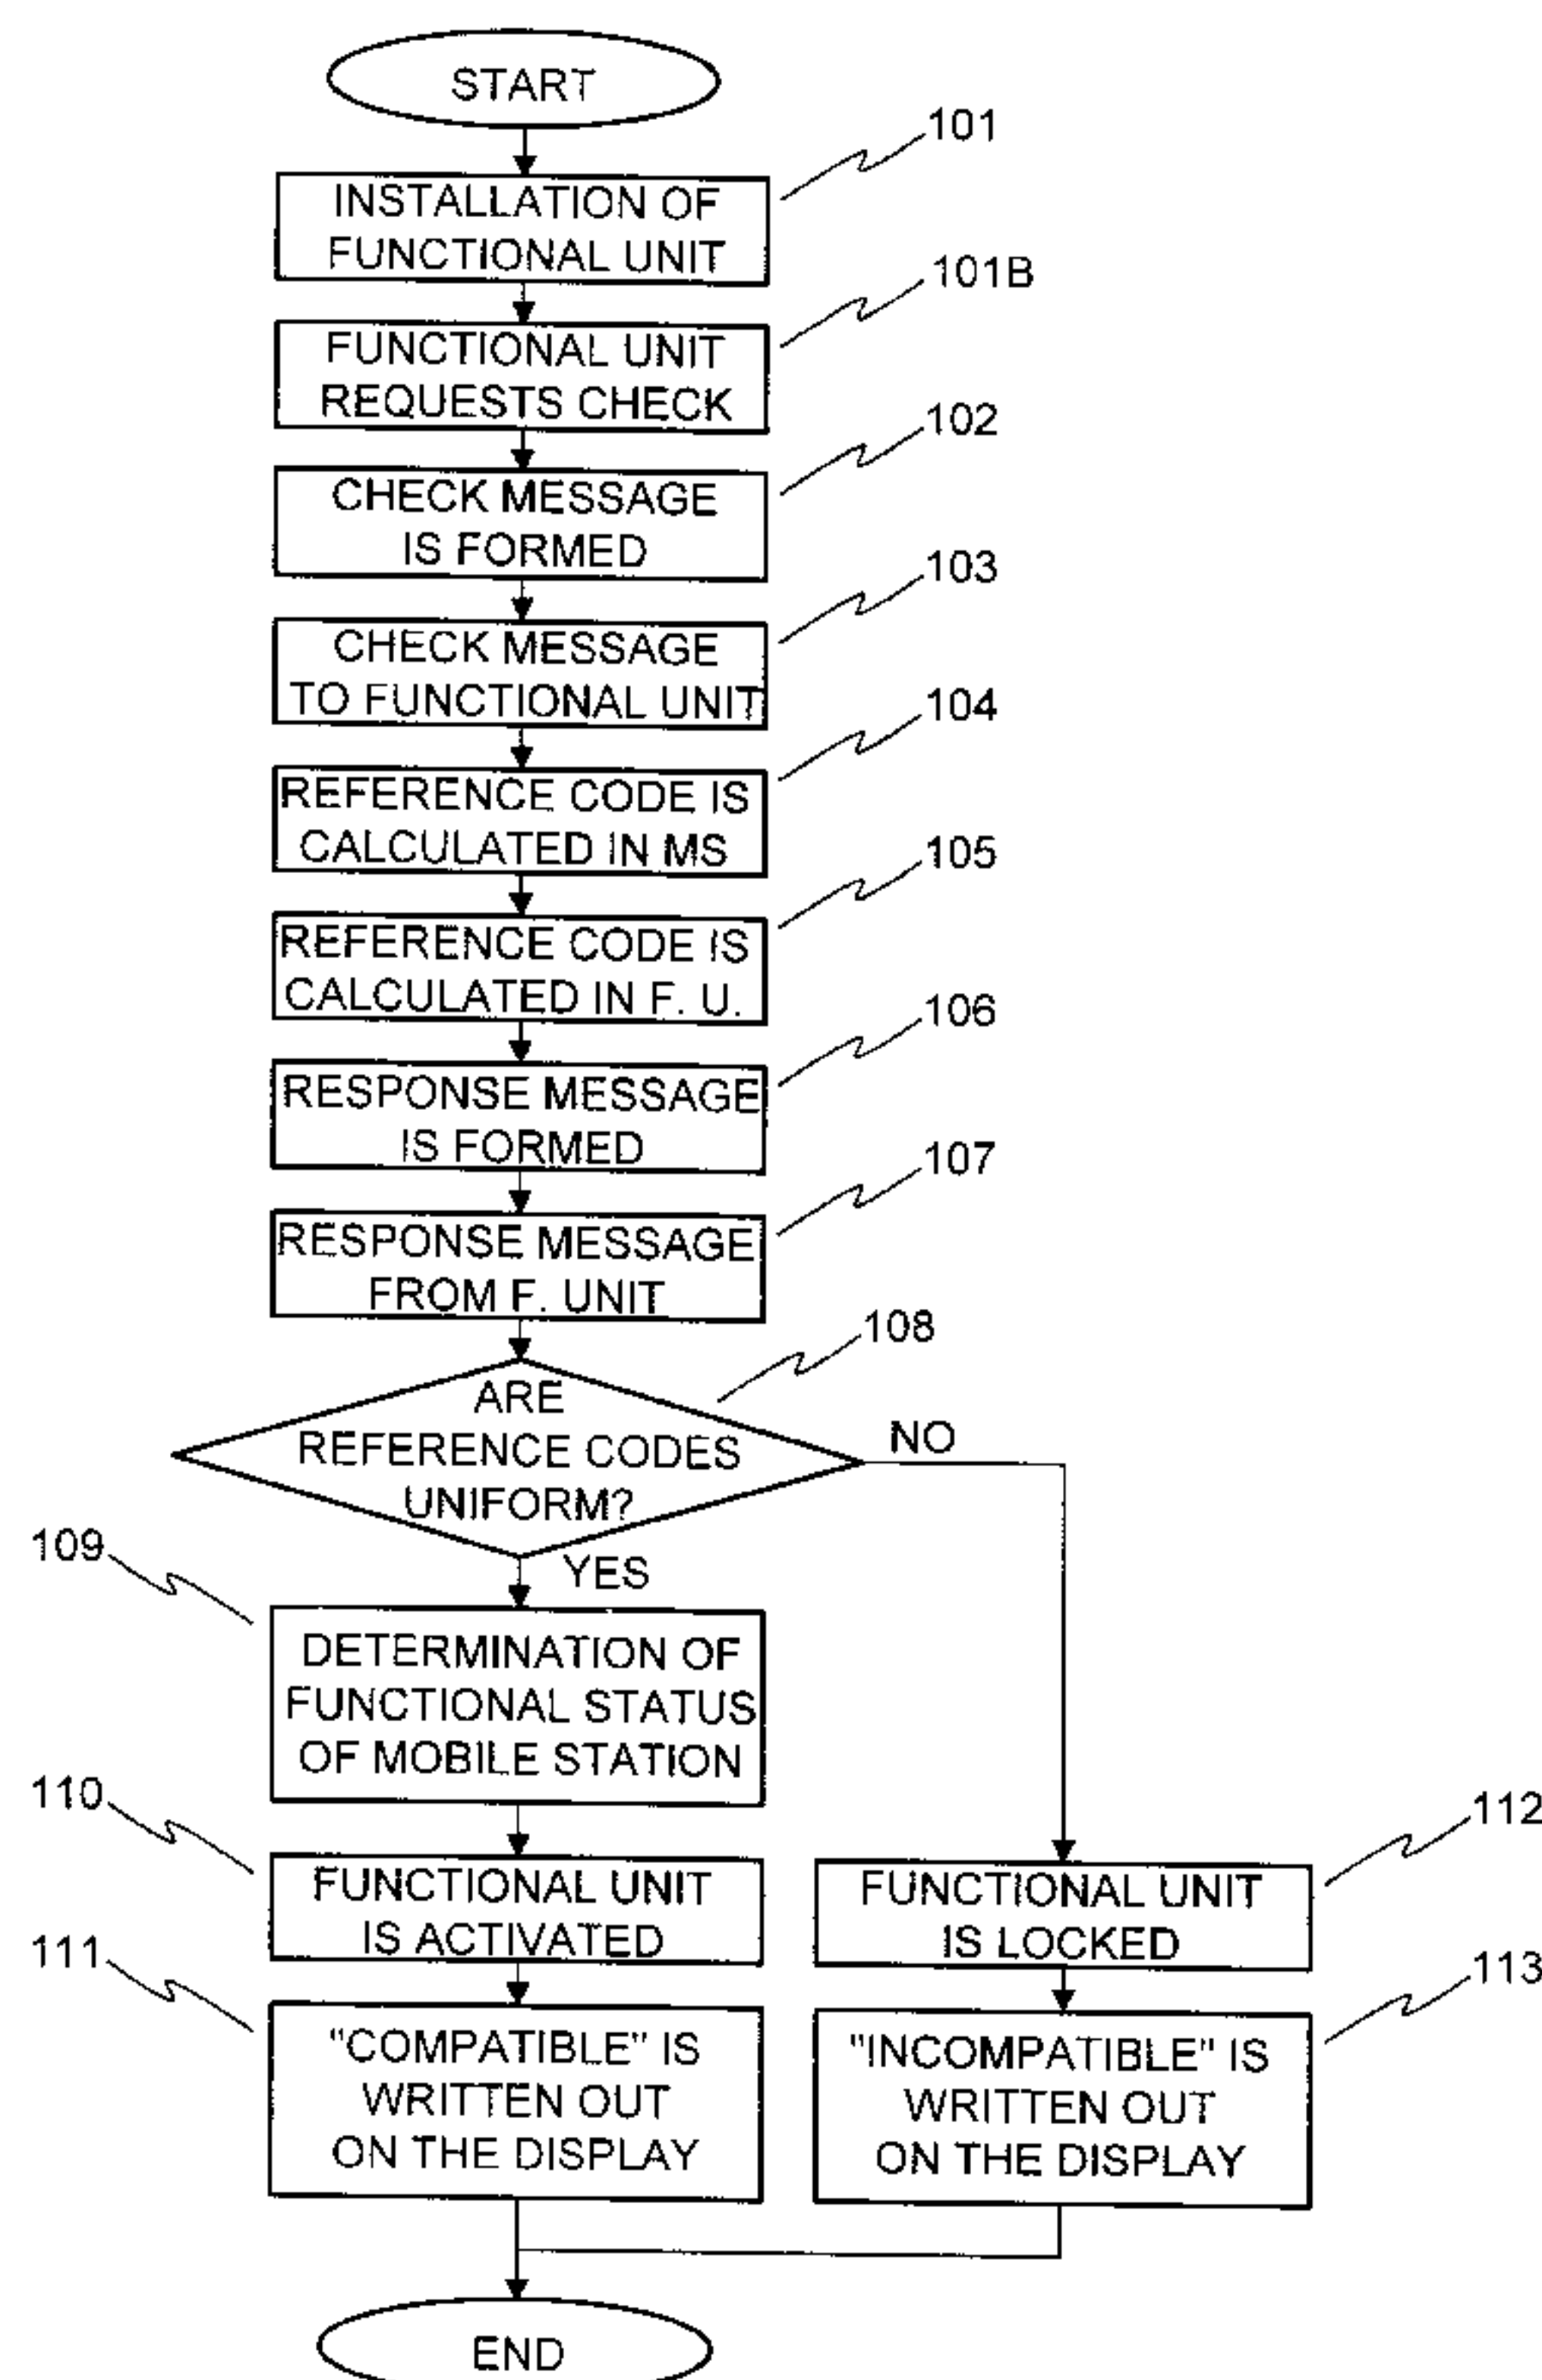 START
101
INSTALLATION OF
FUNCTIONAL UNIT
101B
FUNCTIONAL UNIT
REQUESTS CHECK
102
CHECK MESSAGE
IS FORMED
103
CHECK MESSAGE
TO FUNCTIONAL UNIT
104
REFERENCE CODE IS
CALCULATED IN MS
105
REFERENCE CODE IS
CALCULATED IN F. U.
106
RESPONSE MESSAGE
IS FORMED
107
RESPONSE MESSAGE
FROM F. UNIT
108
ARE
REFERENCE CODES
UNIFORM?
NO
YES
109
DETERMINATION OF
FUNCTIONAL STATUS
OF MOBILE STATION
110
FUNCTIONAL UNIT
IS ACTIVATED
112
FUNCTIONAL UNIT
IS LOCKED
111
"COMPATIBLE" IS
WRITTEN OUT
ON THE DISPLAY
113
"INCOMPATIBLE" IS
WRITTEN OUT
ON THE DISPLAY
END